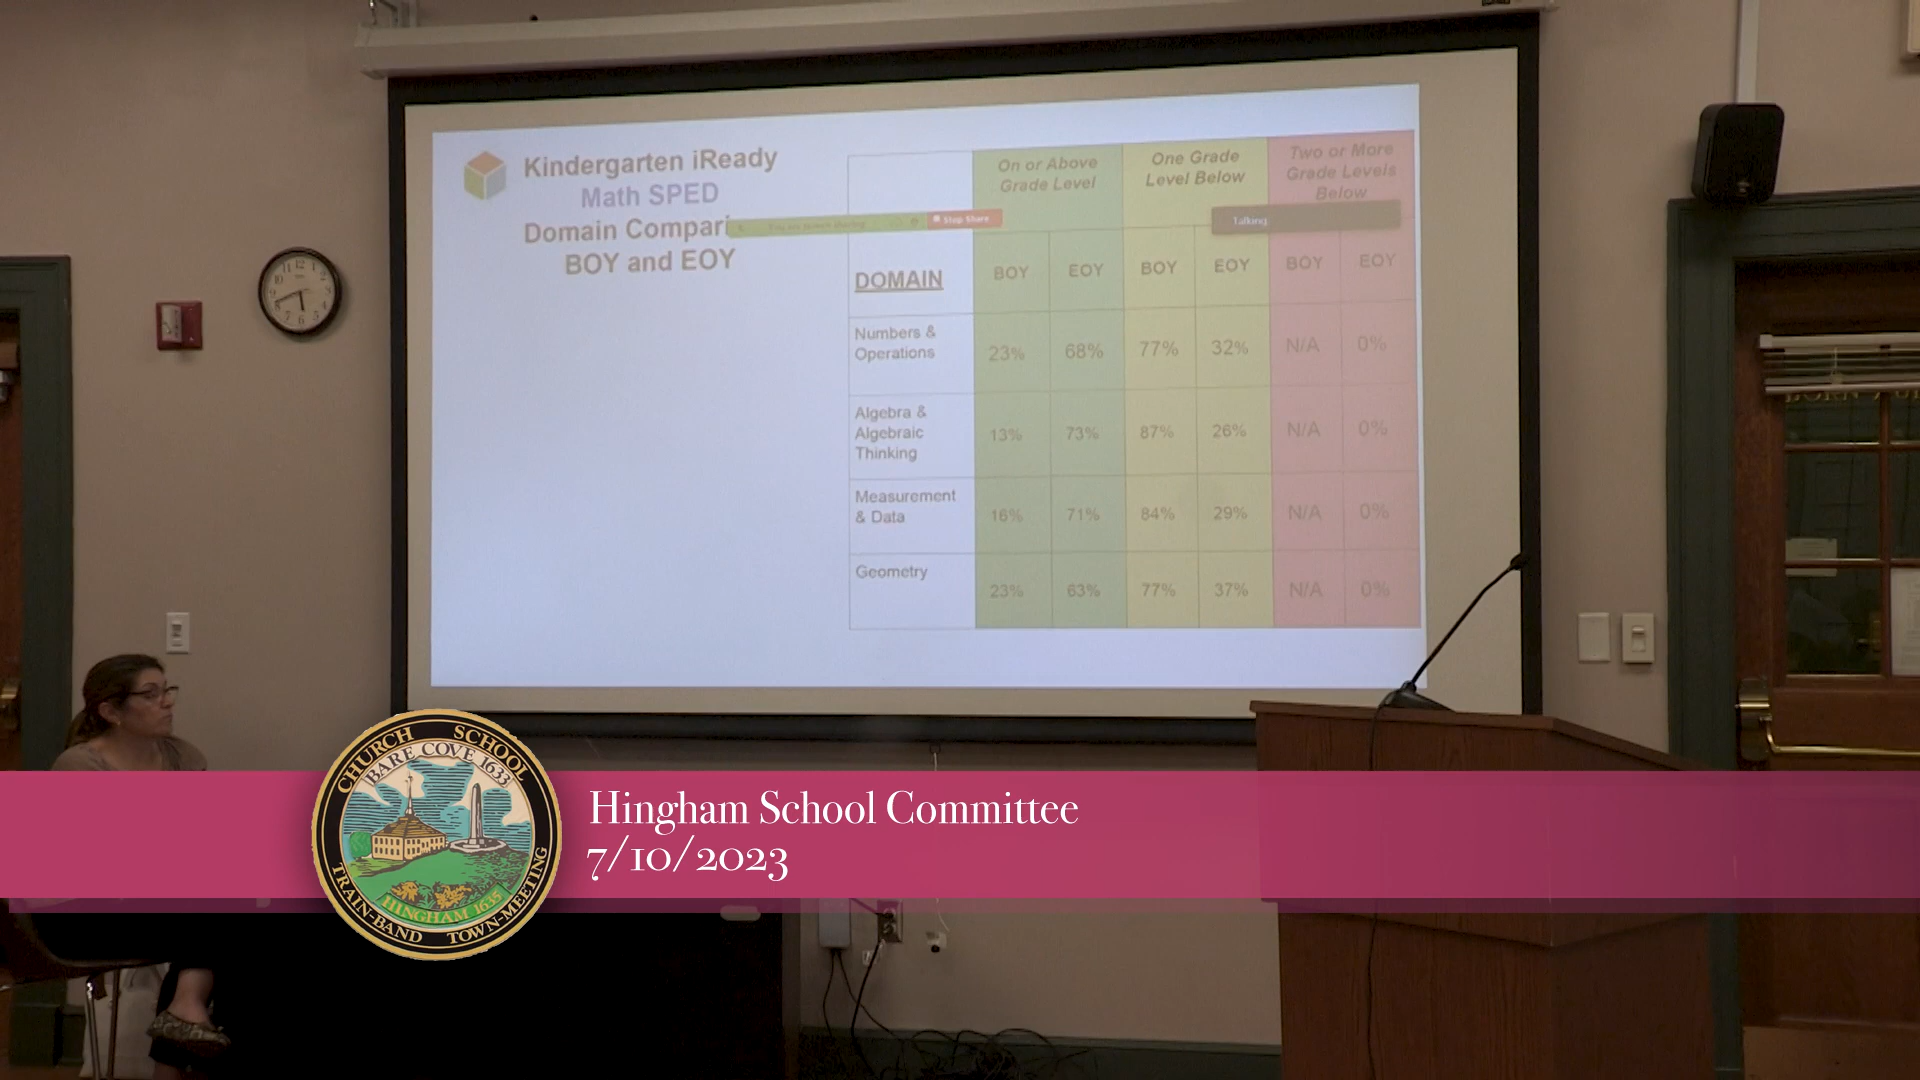 Kindergarten iReady
Math SPED
Domain Compari
BOY and EOY
On or Above
Grade Level
One Grade
Level Below
Two or More
Grade Levels
Below
Stop Share
Talking
DOMAIN
BOY EOY BOY EOY BOY EOY
Numbers &
Operations
23% 68% 77% 32% N/A 0%
Algebra &
Algebraic
Thinking
13% 73% 87% 26% N/A 0%
Measurement
& Data
16% 71% 84% 29% N/A 0%
Geometry
23% 63% 77% 37% N/A 0%
CHURCH SCHOOL
BARE COVE 1633
HINGHAM 1635
TRAIN-BAND TOWN-MEETING
Hingham School Committee
7/10/2023